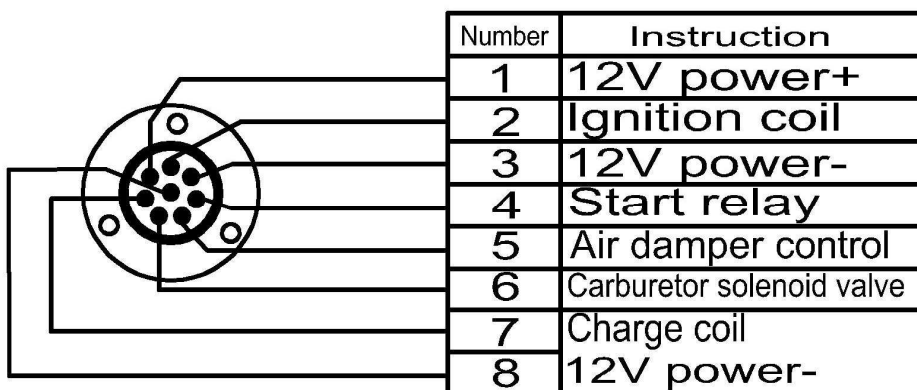 Number Instruction
1 12V power+
2 Ignition coil
3 12V power-
4 Start relay
5 Air damper control
6 Carburetor solenoid valve
7 Charge coil
8 12V power-